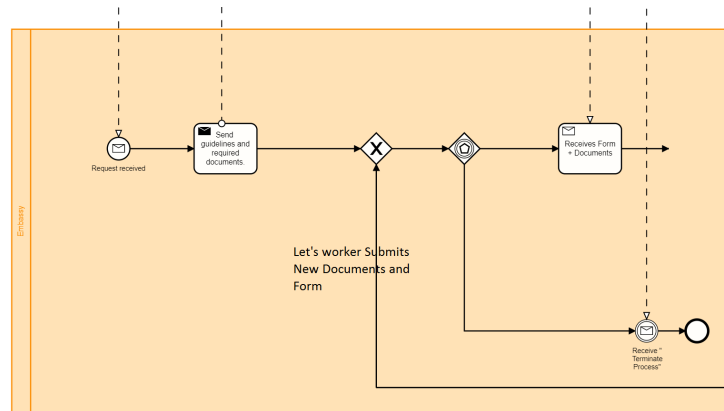 Embassy
Request received
Send
guidelines and
required
documents.
X
Receives Form
+ Documents
Let's worker Submits
New Documents and
Form
Receive "
Terminate
Process"